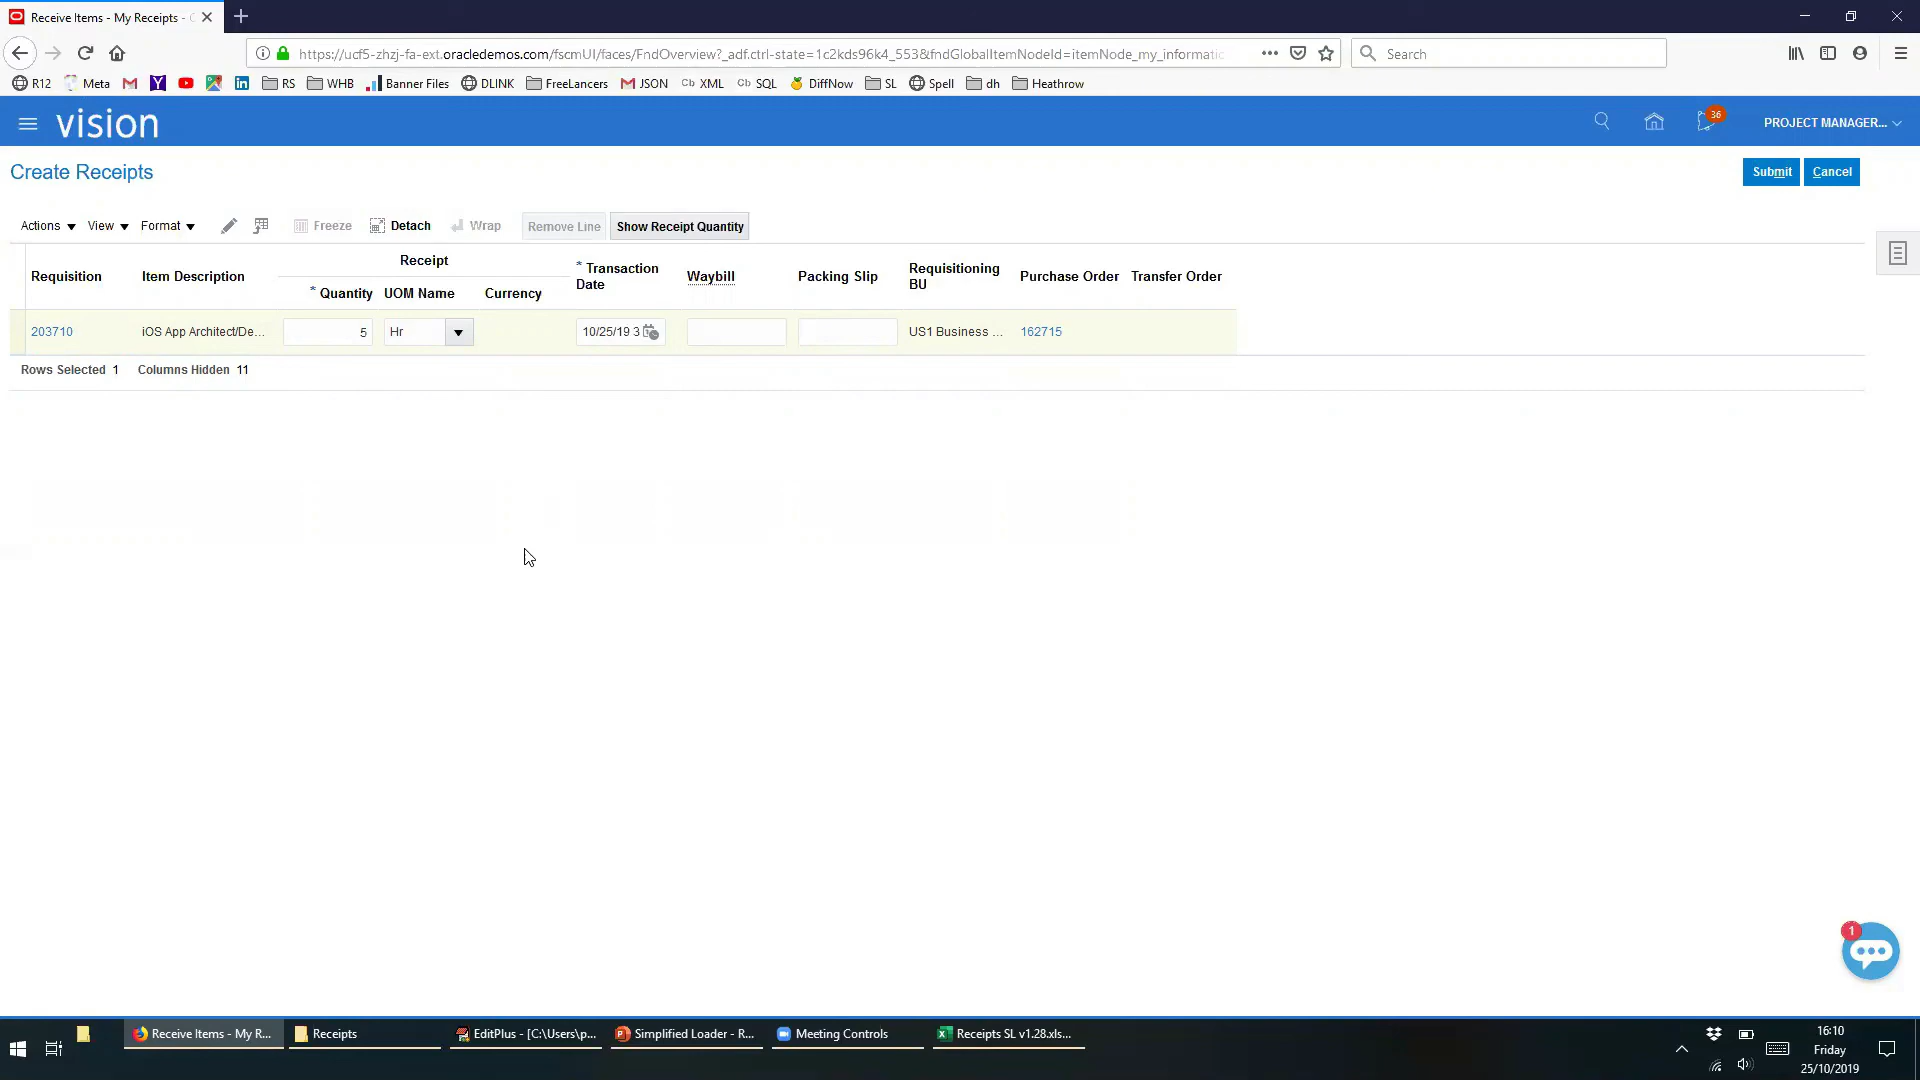 Receive Items - My Receipts -
https://ucf5-zhzj-fa-ext.oracledemos.com/fscmUI/faces/FndOverview?_adf.ctrl-state=1c2kds96k4_553&fndGlobalItemNodeId=itemNode_my_informatic
Search
R12 Meta RS WHB Banner Files DLINK FreeLancers JSON Cb XML Cb SQL DiffNow SL Spell dh Heathrow
vision
36
PROJECT MANAGER...
Create Receipts
Submit Cancel
Actions View Format Freeze Detach Wrap Remove Line Show Receipt Quantity
Requisition
Item Description
Receipt
* Quantity UOM Name Currency
* Transaction
Date
Waybill
Packing Slip
Requisitioning
BU
Purchase Order
Transfer Order
203710 iOS App Architect/De... 5 Hr 10/25/19 3 US1 Business ... 162715
Rows Selected 1 Columns Hidden 11
1
Receive Items - My R...
Receipts
EditPlus - [C:\Users\p...
Simplified Loader - R...
Meeting Controls
Receipts SL v1.28.xls...
16:10
Friday
25/10/2019